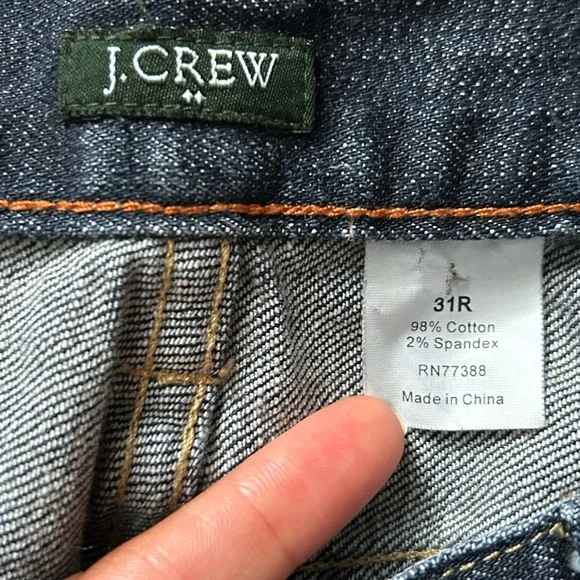 J.CREW
31R
98% Cotton
2% Spandex
RN77388
Made in China